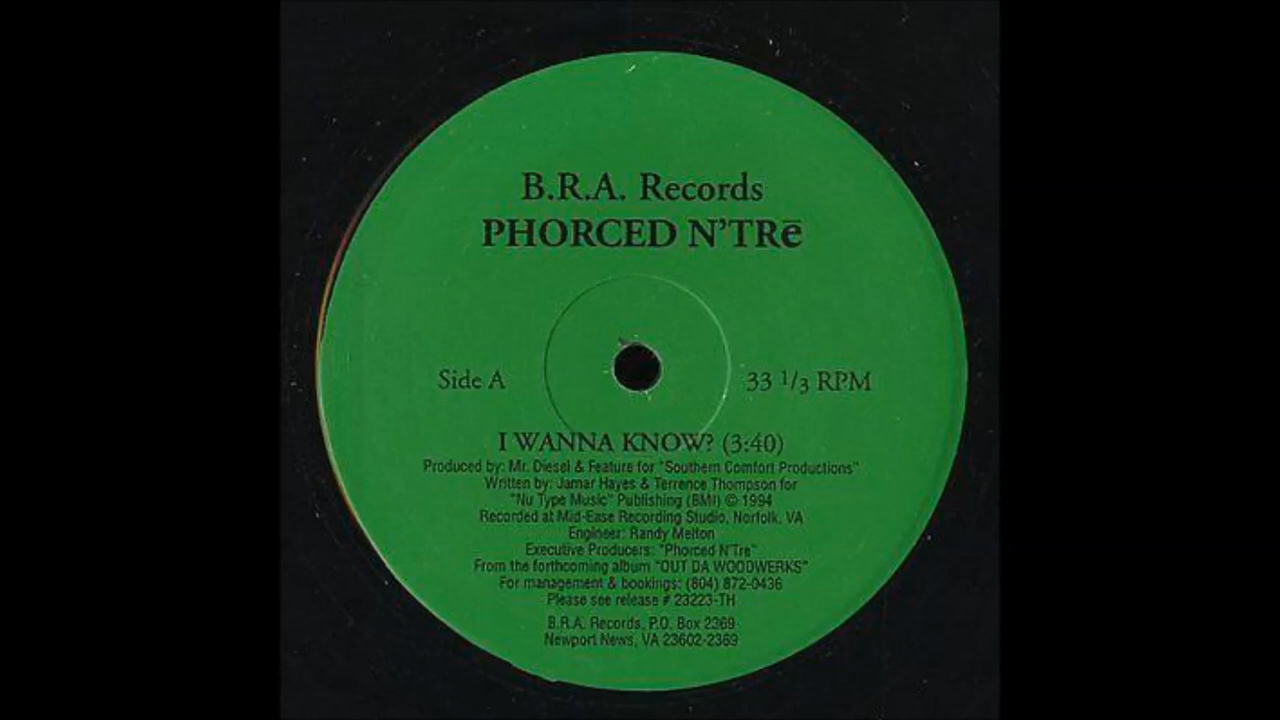 B.R.A. Records
PHORCED N'TRē
Side A
33 1/3 RPM
I WANNA KNOW? (3:40)
Produced by: Mr. Diesel & Feature for "Southern Comfort Productions"
Written by: Jamar Hayes & Terrence Thompson for
"Nu Type Music" Publishing (BMI) © 1994
Recorded at Mid-Ease Recording Studio, Norfolk, VA
Engineer: Randy Melton
Executive Producers: "Phorced N'Tre"
From the forthcoming album "OUT DA WOODWERKS"
For management & bookings: (804) 872-0436
Please see release # 23223-TH
B.R.A. Records, P.O. Box 2369
Newport News, VA 23602-2369